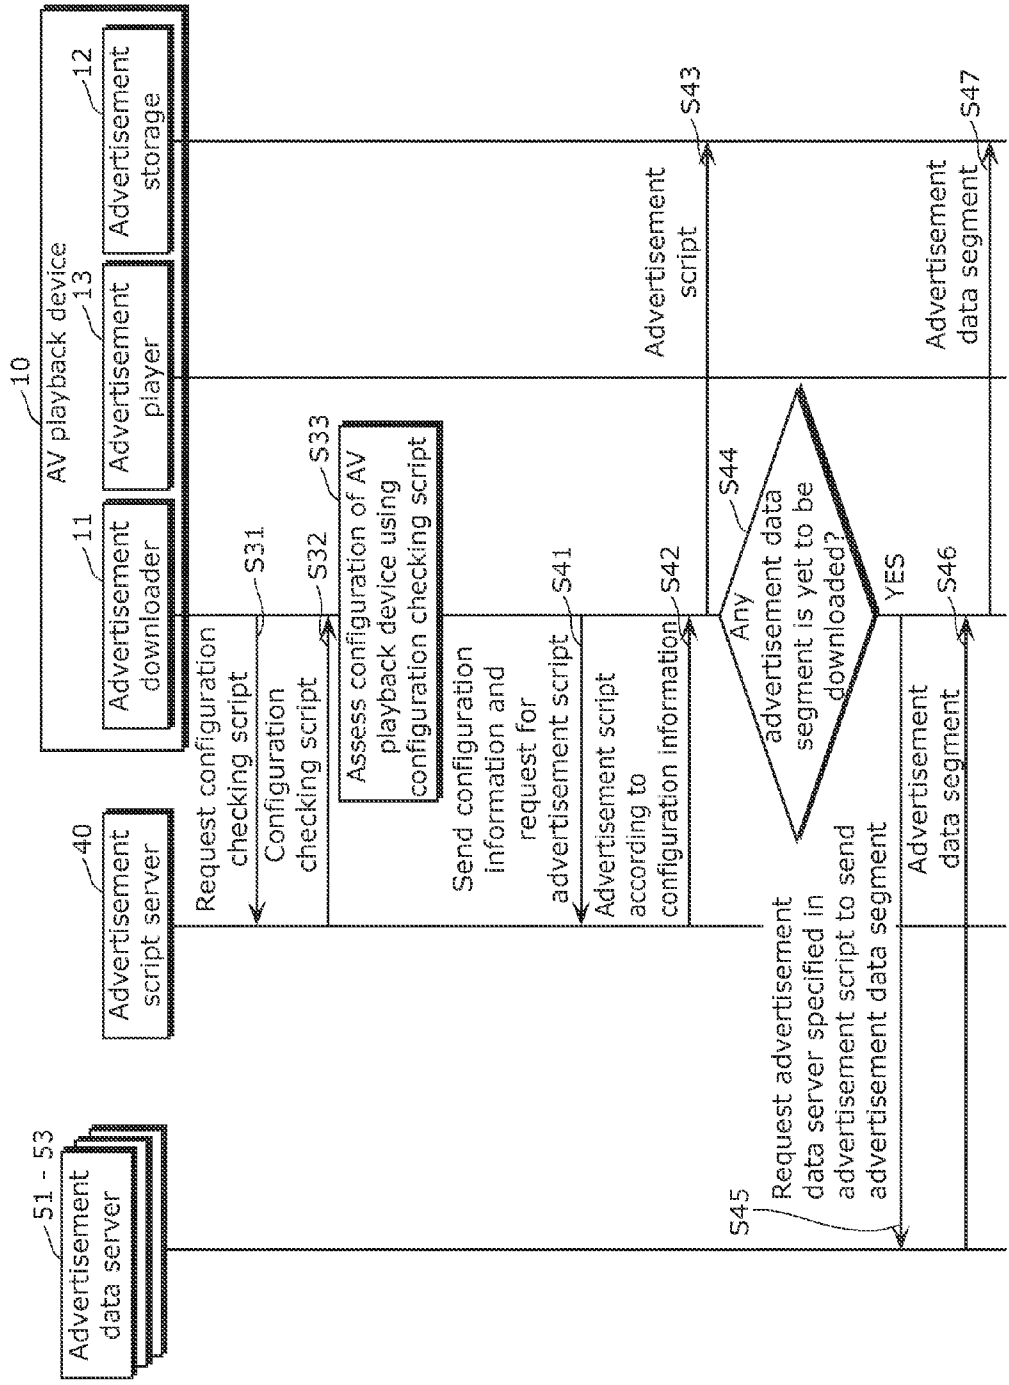 51 - 53
Advertisement
data server
40
Advertisement
script server
10
AV playback device
11
Advertisement
downloader
13
Advertisement
player
12
Advertisement
storage
Request configuration
checking script
S31
Configuration
checking script
S32
S33
Assess configuration of AV
playback device using
configuration checking script
Send configuration
information and
request for
advertisement script
S41
Advertisement script
according to
configuration information
S42
Advertisement
script
S43
S44
Any
advertisement data
segment is yet to be
downloaded?
YES
S45
Request advertisement
data server specified in
advertisement script to send
advertisement data segment
Advertisement
data segment
S46
Advertisement
data segment
S47